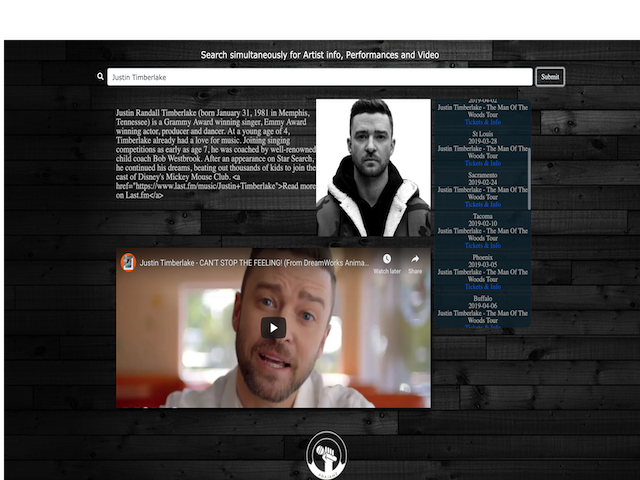 Search simultaneously for Artist info, Performances and Video
Justin Timberlake
Submit
Justin Randall Timberlake (born January 31, 1981 in Memphis,
Tennessee) is a Grammy Award winning singer, Emmy Award
winning actor, producer and dancer. At a young age of 4,
Timberlake already had a love for music. Joining singing
competitions as early as age 7, he was coached by well-renowned
child coach Bob Westbrook. After an appearance on Star Search,
he continued his dreams, beating out thousands of kids to join the
cast of Disney's Mickey Mouse Club. <a
href="https://www.last.fm/music/Justin+Timberlake">Read more
on Last.fm</a>
2019-04-02
Justin Timberlake - The Man Of The
Woods Tour
Tickets & Info
St Louis
2019-03-28
Justin Timberlake - The Man Of The
Woods Tour
Tickets & Info
Sacramento
2019-02-24
Justin Timberlake - The Man Of The
Woods Tour
Tickets & Info
Tacoma
2019-02-10
Justin Timberlake - The Man Of The
Woods Tour
Tickets & Info
Phoenix
2019-03-05
Justin Timberlake - The Man Of The
Woods Tour
Tickets & Info
Buffalo
2019-04-06
Justin Timberlake - The Man Of The
Woods Tour
Tickets & Info
Justin Timberlake - CAN'T STOP THE FEELING! (From DreamWorks Anima...
Watch later
Share